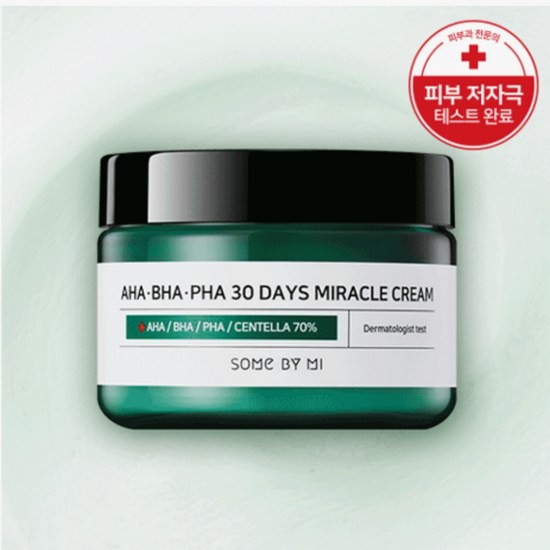 피부과 전문의
피부 저자극
테스트 완료
AHA·BHA·PHA 30 DAYS MIRACLE CREAM
AHA / BHA / PHA / CENTELLA 70%
Dermatologist test
SOME BY MI